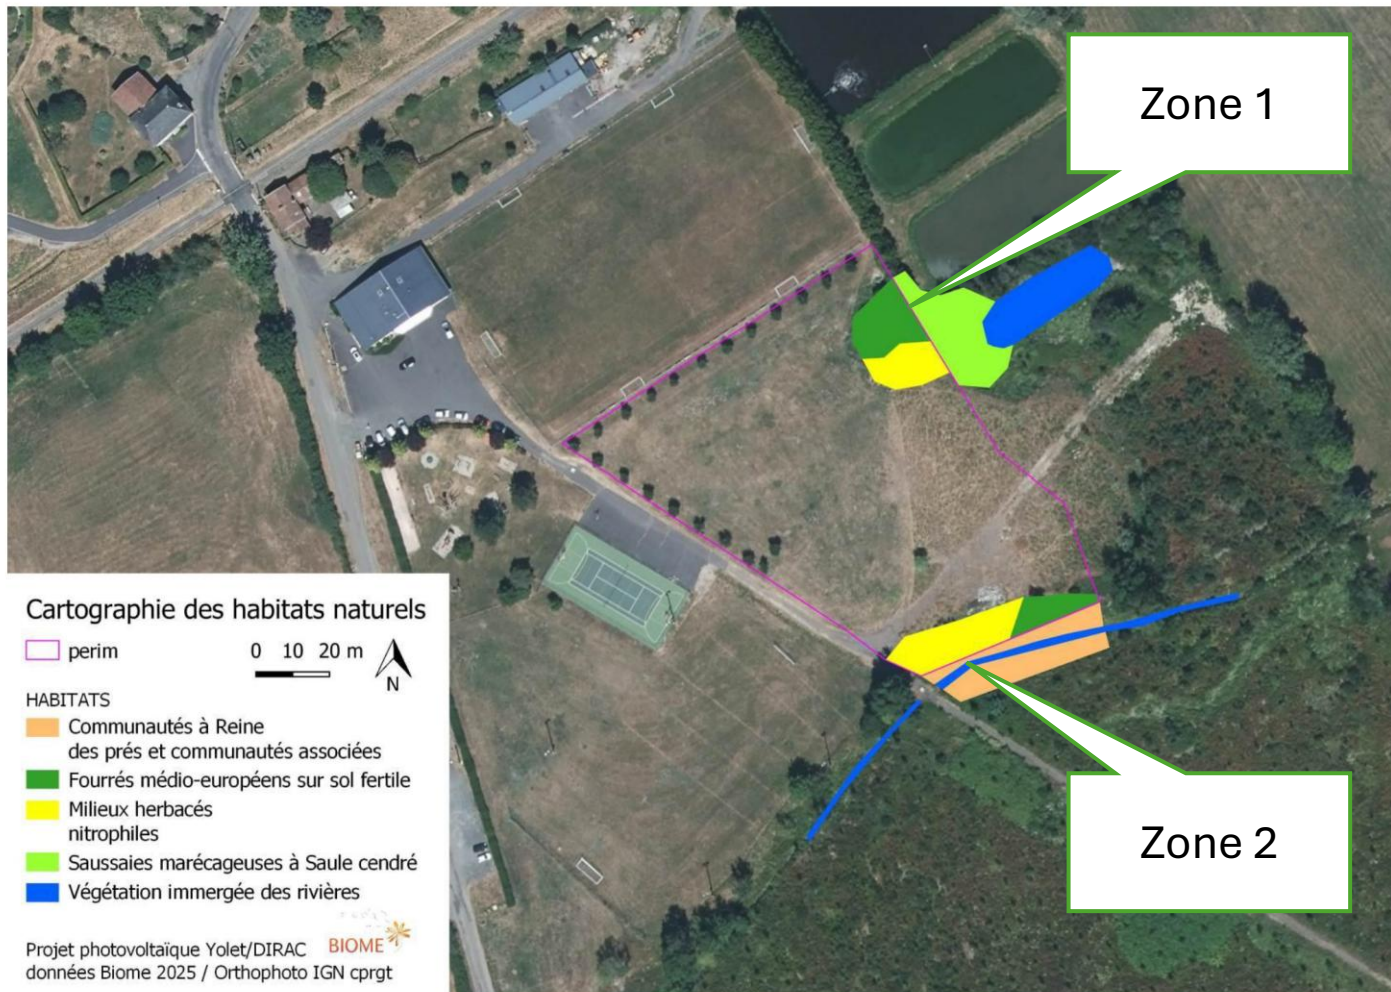 Zone 1
Cartographie des habitats naturels
perim
0 10 20 m
N
HABITATS
Communautés à Reine
des prés et communautés associées
Fourrés médio-européens sur sol fertile
Milieux herbacés
nitrophiles
Saussaies marécageuses à Saule cendré
Végétation immergée des rivières
Zone 2
Projet photovoltaïque Yolet/DIRAC
BIOME
données Biome 2025 / Orthophoto IGN cprgt